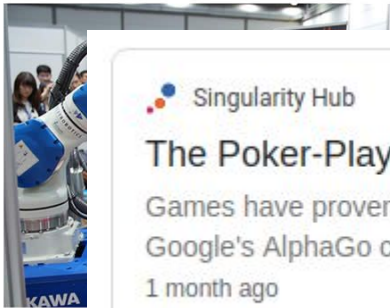 Singularity Hub
The Poker-Play
Games have proven
Google's AlphaGo c
1 month ago
KAWA